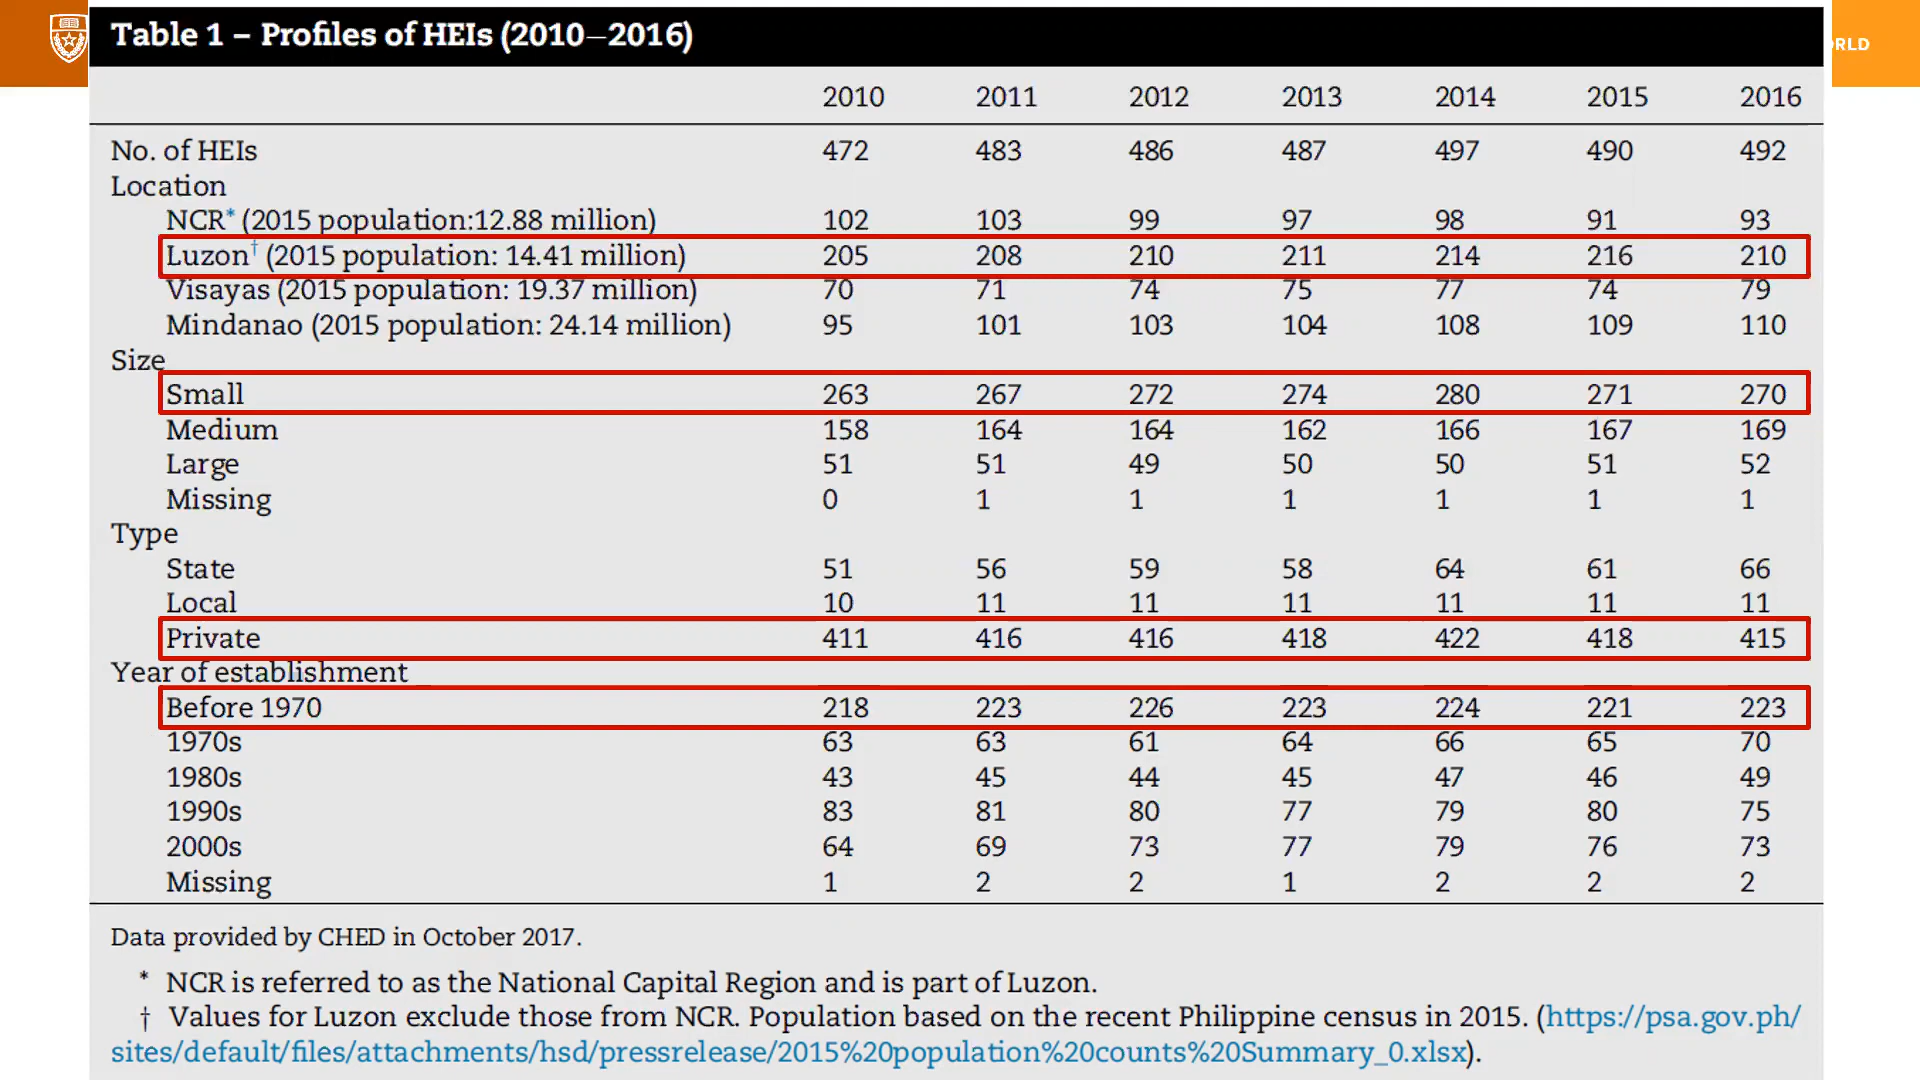 Table 1 – Profiles of HEIs (2010–2016)
RLD
2010 2011 2012 2013 2014 2015 2016
No. of HEIs 472 483 486 487 497 490 492
Location
NCR* (2015 population:12.88 million) 102 103 99 97 98 91 93
Luzon† (2015 population: 14.41 million) 205 208 210 211 214 216 210
Visayas (2015 population: 19.37 million) 70 71 74 75 77 74 79
Mindanao (2015 population: 24.14 million) 95 101 103 104 108 109 110
Size
Small 263 267 272 274 280 271 270
Medium 158 164 164 162 166 167 169
Large 51 51 49 50 50 51 52
Missing 0 1 1 1 1 1 1
Type
State 51 56 59 58 64 61 66
Local 10 11 11 11 11 11 11
Private 411 416 416 418 422 418 415
Year of establishment
Before 1970 218 223 226 223 224 221 223
1970s 63 63 61 64 66 65 70
1980s 43 45 44 45 47 46 49
1990s 83 81 80 77 79 80 75
2000s 64 69 73 77 79 76 73
Missing 1 2 2 1 2 2 2
Data provided by CHED in October 2017.
* NCR is referred to as the National Capital Region and is part of Luzon.
† Values for Luzon exclude those from NCR. Population based on the recent Philippine census in 2015. (https://psa.gov.ph/
sites/default/files/attachments/hsd/pressrelease/2015%20population%20counts%20Summary_0.xlsx).